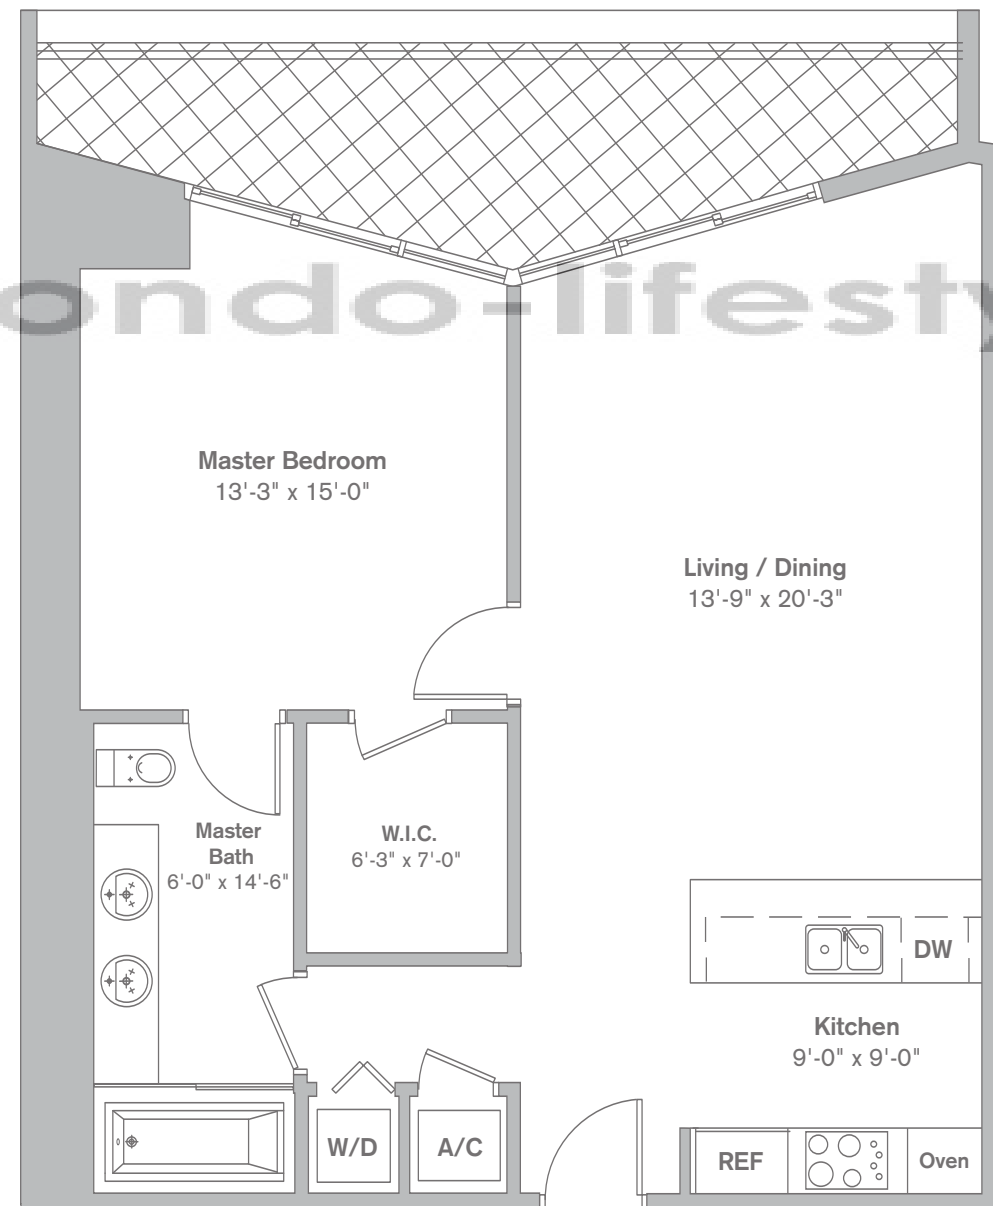 ondo-lifesty
Master Bedroom
13'-3" x 15'-0"
Living / Dining
13'-9" x 20'-3"
Master
Bath
6'-0" x 14'-6"
W.I.C.
6'-3" x 7'-0"
DW
Kitchen
9'-0" x 9'-0"
W/D
A/C
REF
Oven